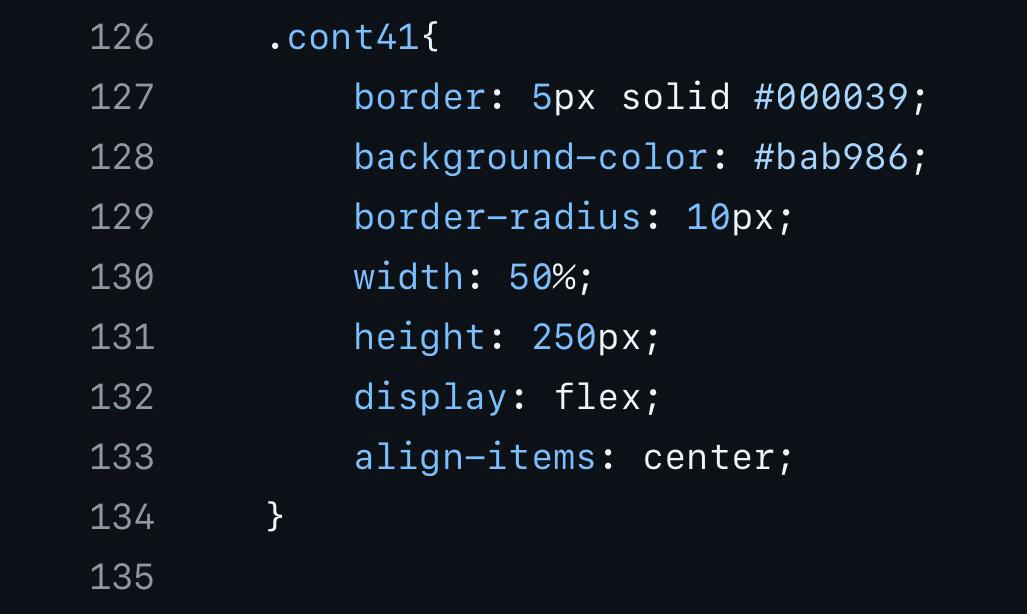 126 .cont41{
127 border: 5px solid #000039;
128 background-color: #bab986;
129 border-radius: 10px;
130 width: 50%;
131 height: 250px;
132 display: flex;
133 align-items: center;
134 }
135